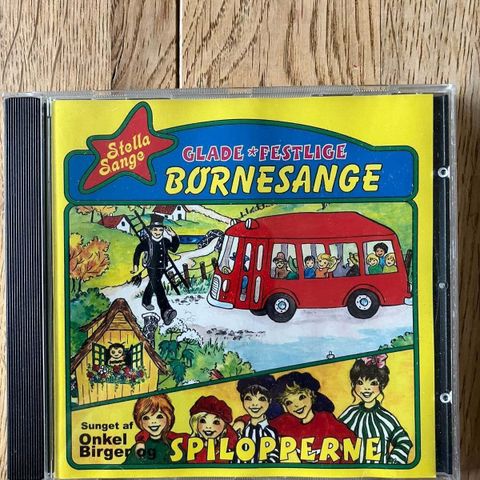 Stella
Sange
GLADE★FESTLIGE
BØRNESANGE
Sunget af
Onkel
Birger og
SPILOPPERNE